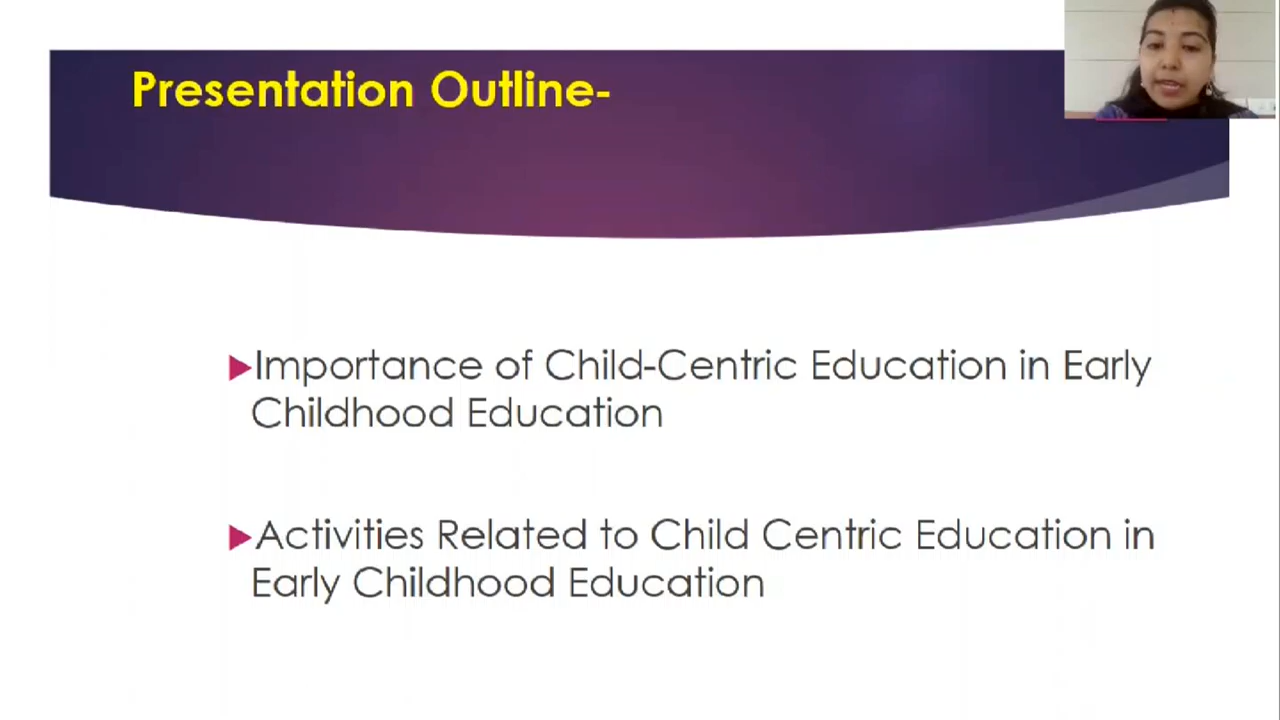 Presentation Outline-
Importance of Child-Centric Education in Early
Childhood Education
Activities Related to Child Centric Education in
Early Childhood Education